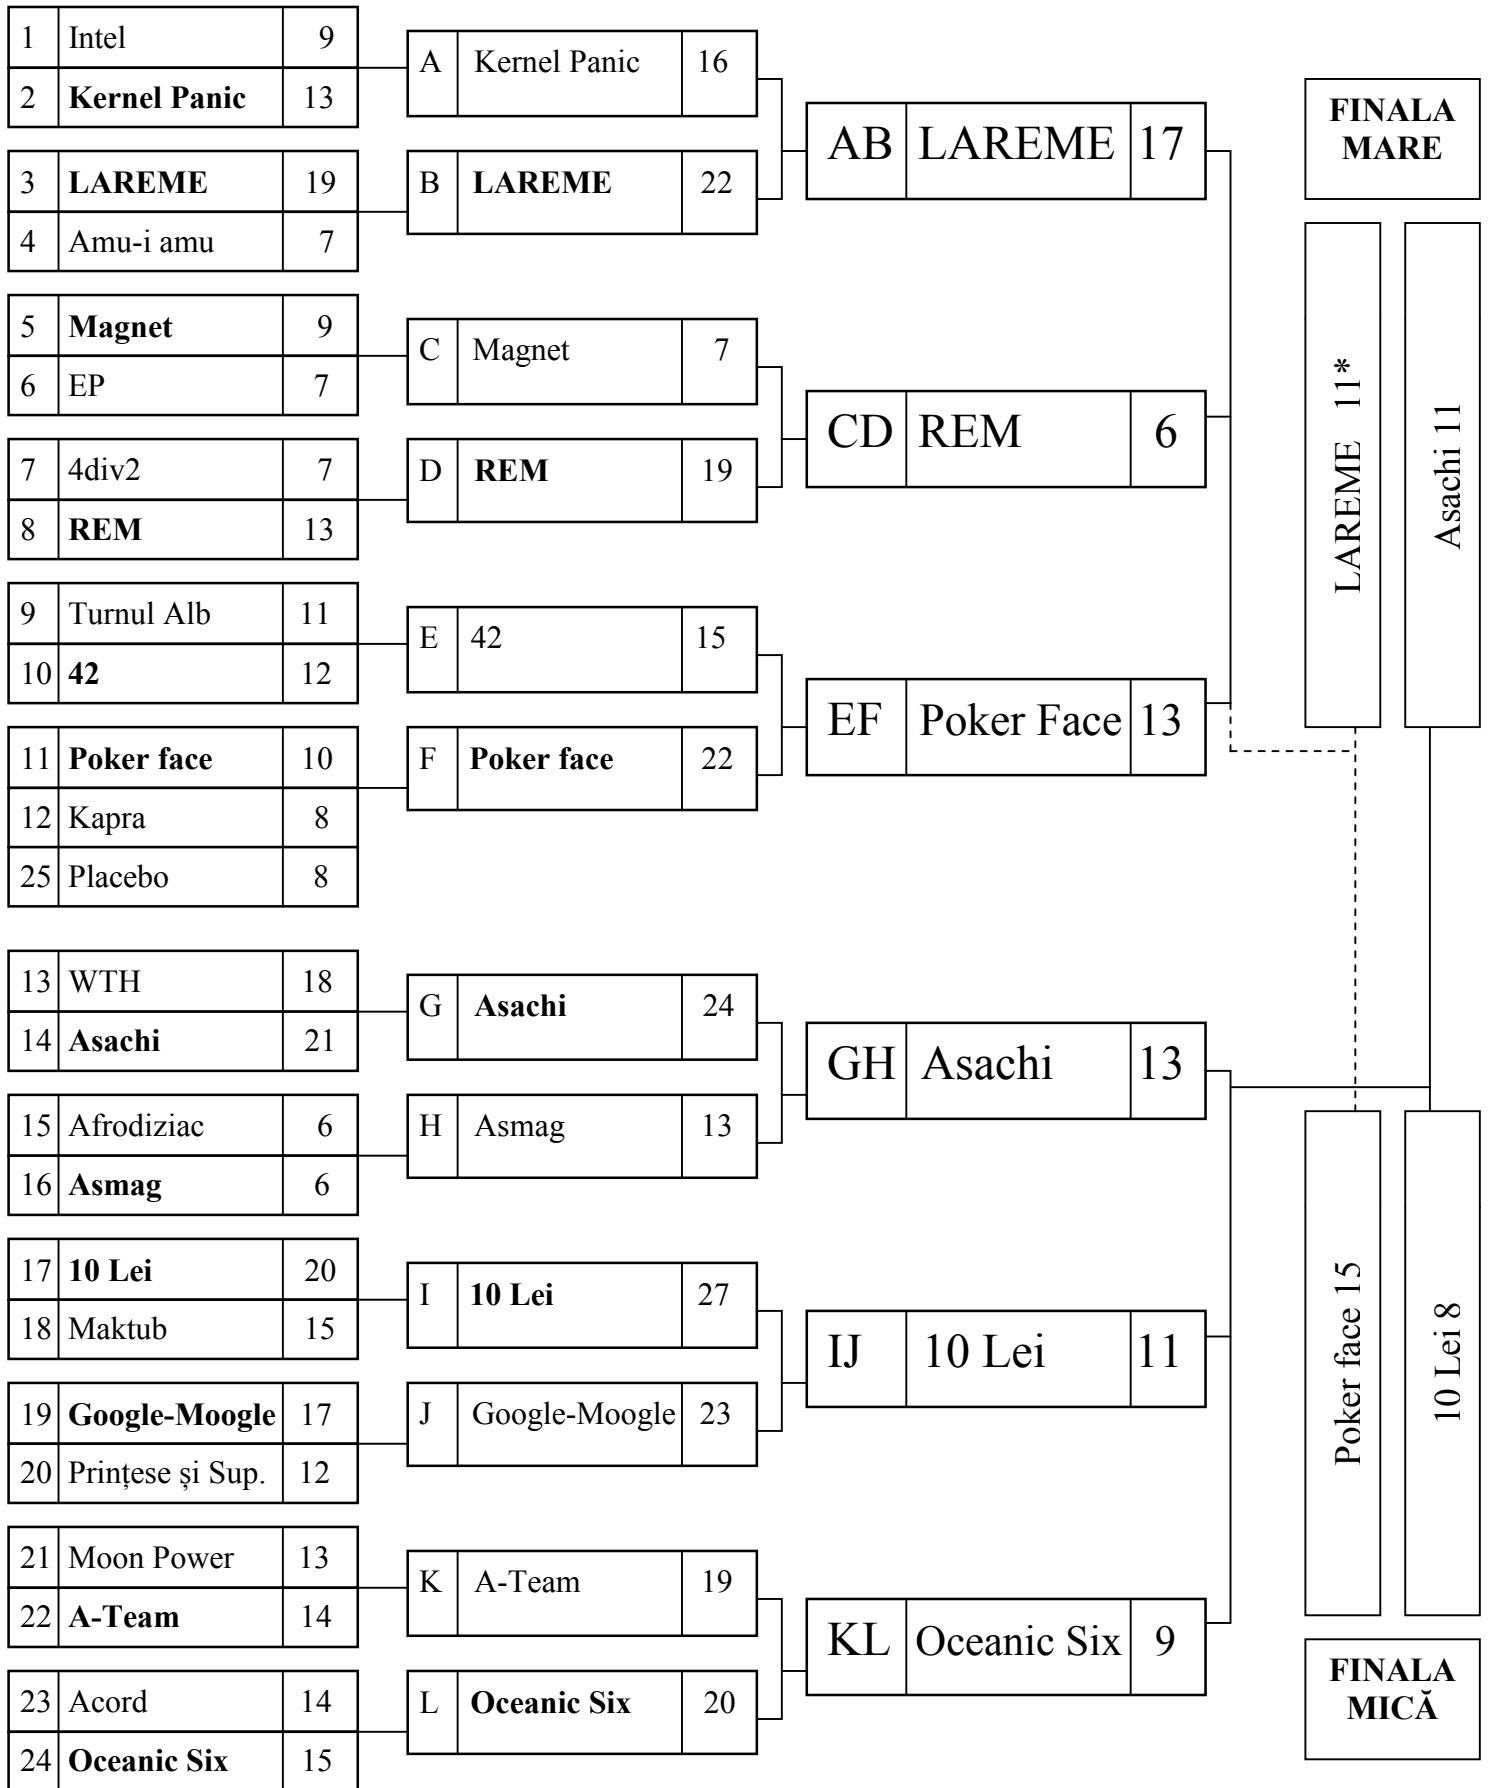 1 Intel 9
2 Kernel Panic 13
3 LAREME 19
4 Amu-i amu 7
5 Magnet 9
6 EP 7
7 4div2 7
8 REM 13
9 Turnul Alb 11
10 42 12
11 Poker face 10
12 Kapra 8
25 Placebo 8
13 WTH 18
14 Asachi 21
15 Afrodiziac 6
16 Asmag 6
17 10 Lei 20
18 Maktub 15
19 Google-Moogle 17
20 Prințese și Sup. 12
21 Moon Power 13
22 A-Team 14
23 Acord 14
24 Oceanic Six 15
A Kernel Panic 16
B LAREME 22
C Magnet 7
D REM 19
E 42 15
F Poker face 22
G Asachi 24
H Asmag 13
I 10 Lei 27
J Google-Moogle 23
K A-Team 19
L Oceanic Six 20
AB LAREME 17
CD REM 6
EF Poker Face 13
GH Asachi 13
IJ 10 Lei 11
KL Oceanic Six 9
FINALA
MARE
LAREME 11*
Asachi 11
Poker face 15
10 Lei 8
FINALA
MICĂ